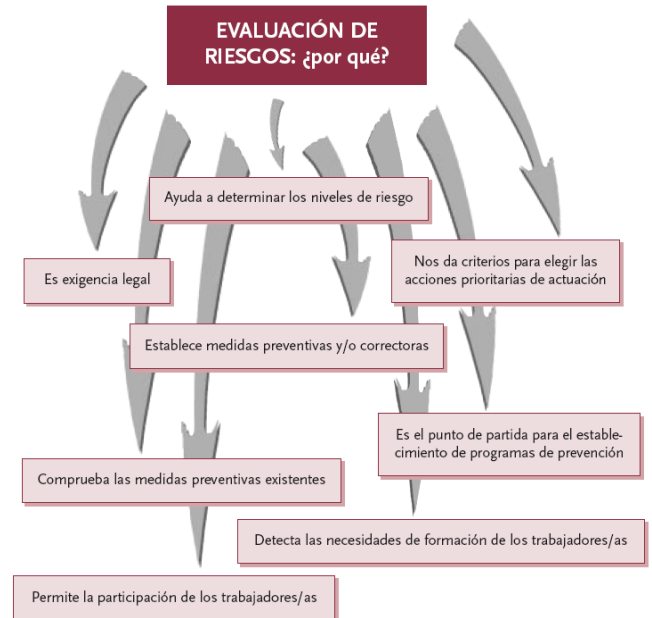 EVALUACIÓN DE
RIESGOS: ¿por qué?
Ayuda a determinar los niveles de riesgo
Es exigencia legal
Nos da criterios para elegir las
acciones prioritarias de actuación
Establece medidas preventivas y/o correctoras
Es el punto de partida para el estable-
cimiento de programas de prevención
Comprueba las medidas preventivas existentes
Detecta las necesidades de formación de los trabajadores/as
Permite la participación de los trabajadores/as